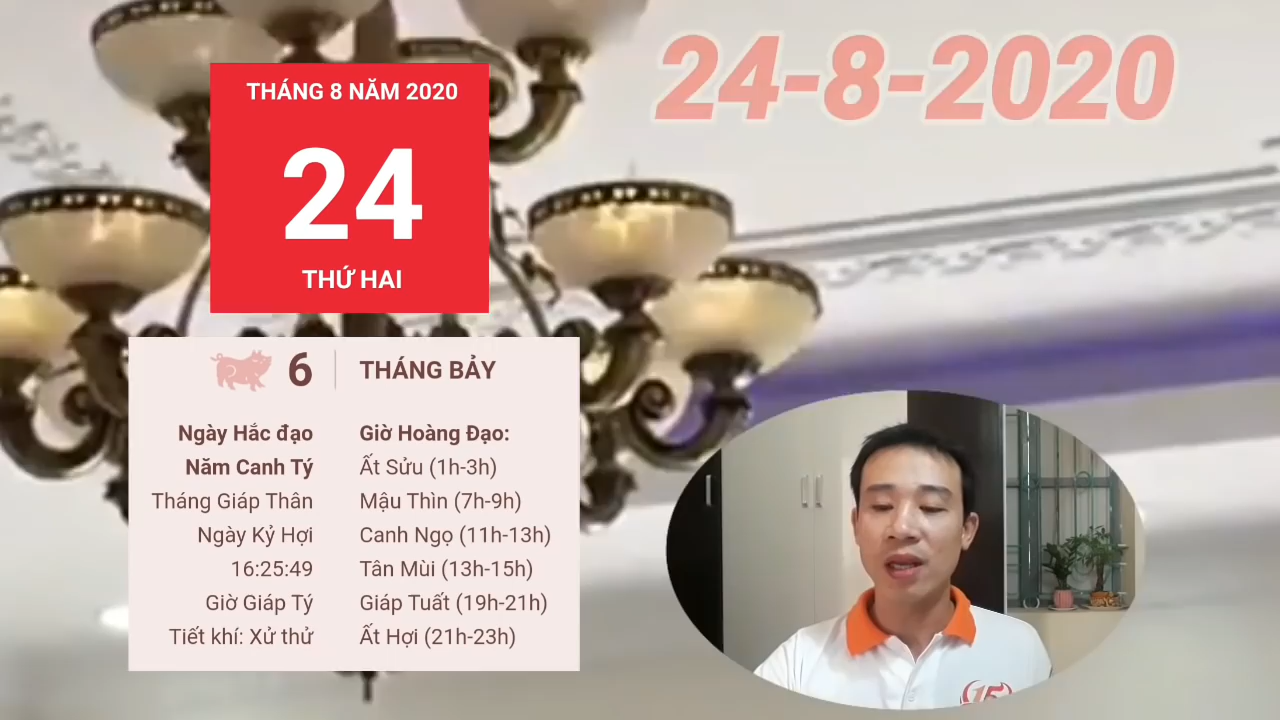 24-8-2020
THÁNG 8 NĂM 2020
24
THỨ HAI
6
THÁNG BẢY
Ngày Hắc đạo
Năm Canh Tý
Tháng Giáp Thân
Ngày Kỷ Hợi
16:25:49
Giờ Giáp Tý
Tiết khí: Xử thử
Giờ Hoàng Đạo:
Ất Sửu (1h-3h)
Mậu Thìn (7h-9h)
Canh Ngọ (11h-13h)
Tân Mùi (13h-15h)
Giáp Tuất (19h-21h)
Ất Hợi (21h-23h)
15